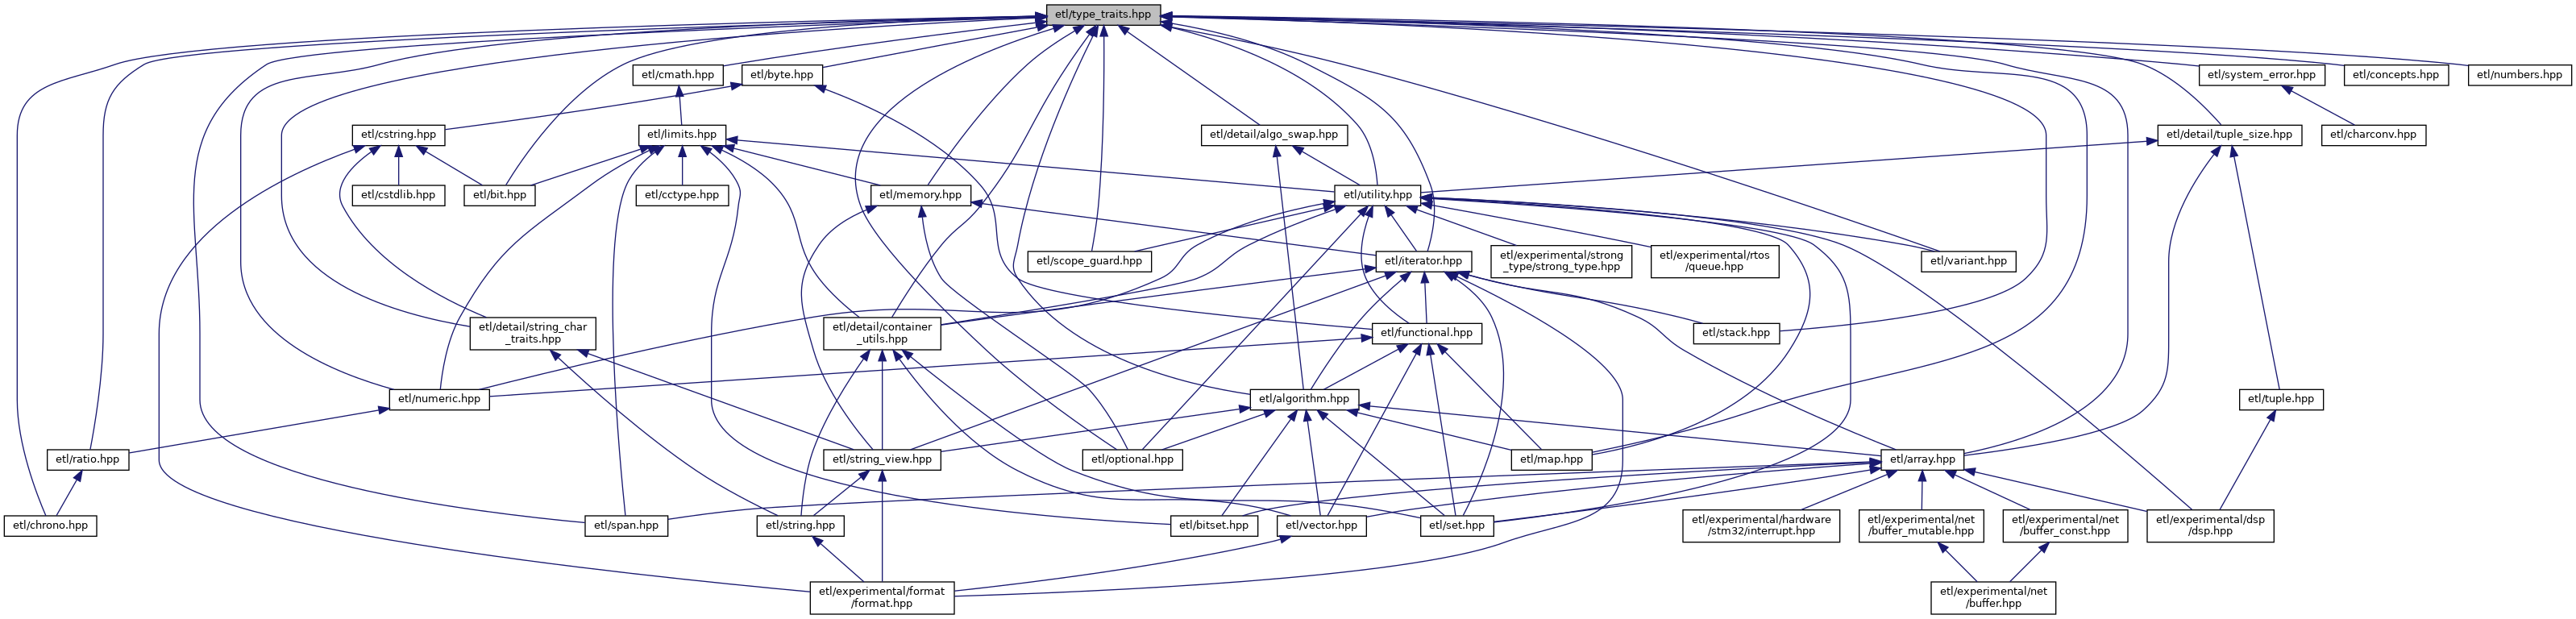 etl/type_traits.hpp
etl/cmath.hpp
etl/byte.hpp
etl/system_error.hpp
etl/concepts.hpp
etl/numbers.hpp
etl/cstring.hpp
etl/limits.hpp
etl/detail/algo_swap.hpp
etl/charconv.hpp
etl/detail/tuple_size.hpp
etl/cstdlib.hpp
etl/bit.hpp
etl/cctype.hpp
etl/memory.hpp
etl/utility.hpp
etl/scope_guard.hpp
etl/iterator.hpp
etl/experimental/strong
_type/strong_type.hpp
etl/experimental/rtos
/queue.hpp
etl/variant.hpp
etl/detail/string_char
_traits.hpp
etl/detail/container
_utils.hpp
etl/functional.hpp
etl/stack.hpp
etl/numeric.hpp
etl/algorithm.hpp
etl/tuple.hpp
etl/ratio.hpp
etl/string_view.hpp
etl/optional.hpp
etl/map.hpp
etl/array.hpp
etl/chrono.hpp
etl/span.hpp
etl/string.hpp
etl/bitset.hpp
etl/vector.hpp
etl/set.hpp
etl/experimental/hardware
/stm32/interrupt.hpp
etl/experimental/net
/buffer_mutable.hpp
etl/experimental/net
/buffer_const.hpp
etl/experimental/dsp
/dsp.hpp
etl/experimental/format
/format.hpp
etl/experimental/net
/buffer.hpp